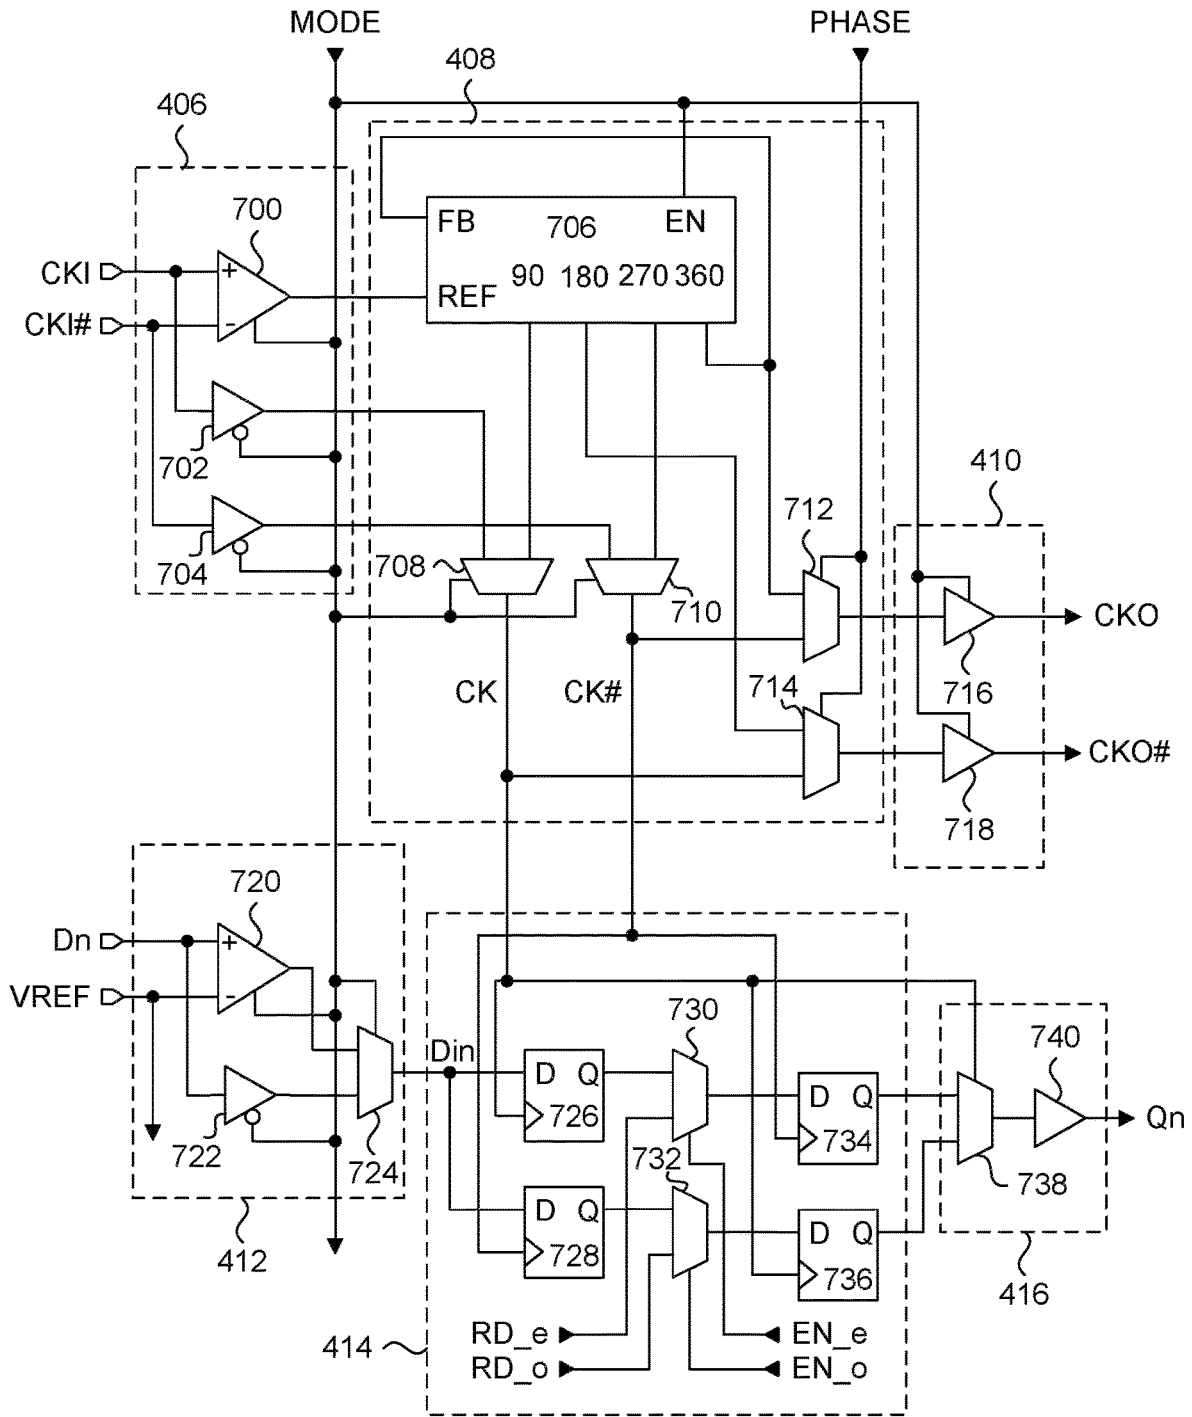 MODE PHASE
408
406
700
FB 706 EN
CKI +
90 180 270 360
REF
CKI# -
702
410
712
704
708
710
CKO
716
CK CK# 714
CKO#
718
720
Dn +
VREF -
730
740
Din
D Q
726
D Q
734
Qn
722
724
732
738
D Q
728
D Q
736
412
416
RD_e EN_e
414
RD_o EN_o